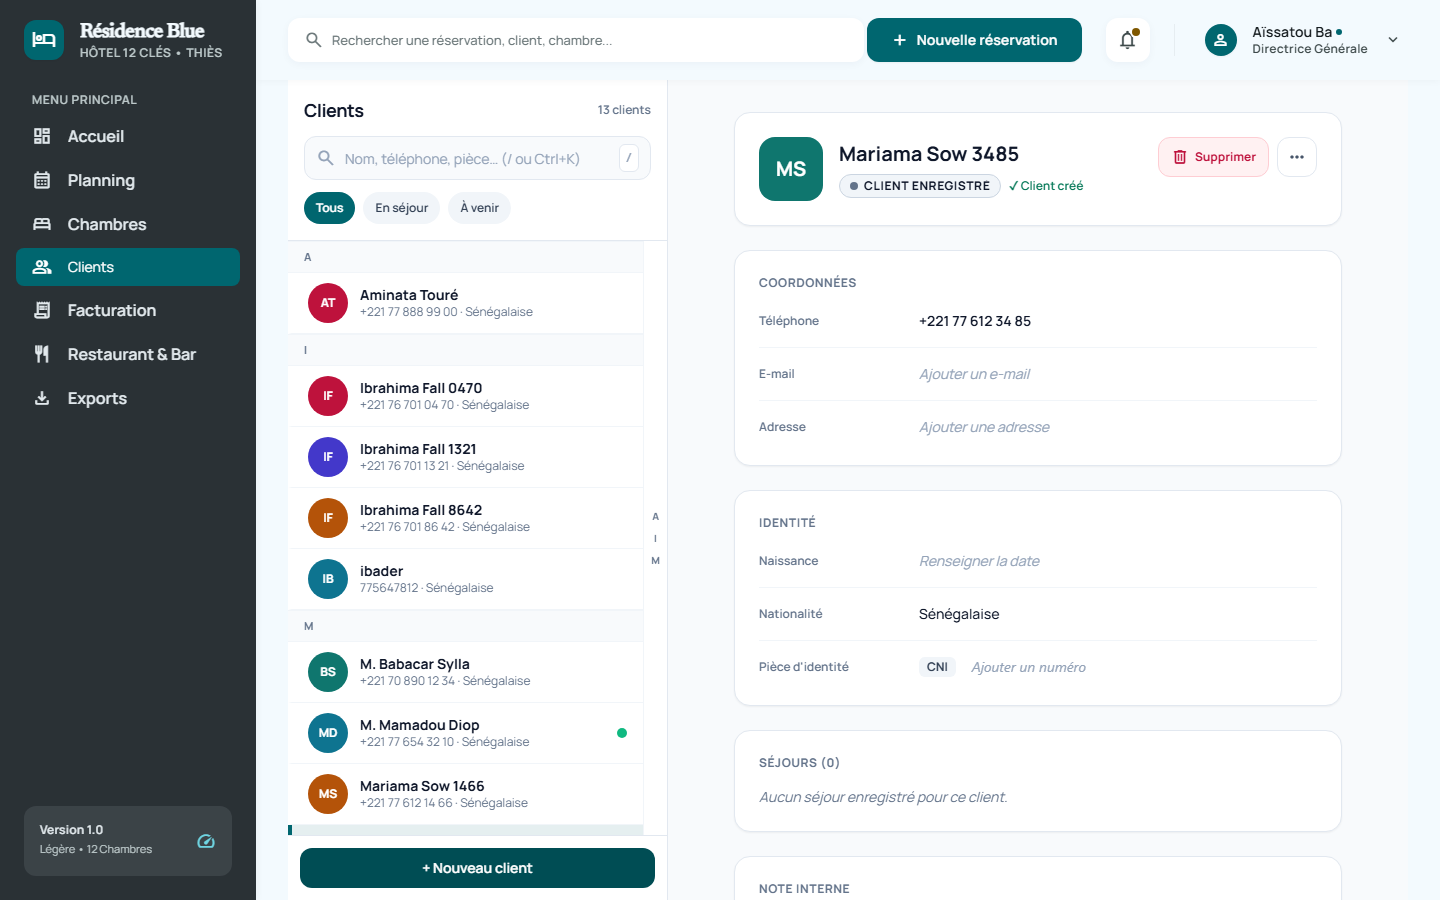 Résidence Blue
HÔTEL 12 CLÉS • THIÈS
MENU PRINCIPAL
Accueil
Planning
Chambres
Clients
Facturation
Restaurant & Bar
Exports
Version 1.0
Légère • 12 Chambres
Rechercher une réservation, client, chambre...
+ Nouvelle réservation
Aïssatou Ba
Directrice Générale
Clients
13 clients
Nom, téléphone, pièce… (/ ou Ctrl+K)
/
Tous
En séjour
À venir
A
AT
Aminata Touré
+221 77 888 99 00 · Sénégalaise
I
IF
Ibrahima Fall 0470
+221 76 701 04 70 · Sénégalaise
IF
Ibrahima Fall 1321
+221 76 701 13 21 · Sénégalaise
IF
Ibrahima Fall 8642
+221 76 701 86 42 · Sénégalaise
IB
ibader
775647812 · Sénégalaise
M
BS
M. Babacar Sylla
+221 70 890 12 34 · Sénégalaise
MD
M. Mamadou Diop
+221 77 654 32 10 · Sénégalaise
MS
Mariama Sow 1466
+221 77 612 14 66 · Sénégalaise
A
I
M
+ Nouveau client
MS
Mariama Sow 3485
CLIENT ENREGISTRE
✓ Client créé
Supprimer
COORDONNÉES
Téléphone
+221 77 612 34 85
E-mail
Ajouter un e-mail
Adresse
Ajouter une adresse
IDENTITÉ
Naissance
Renseigner la date
Nationalité
Sénégalaise
Pièce d'identité
CNI
Ajouter un numéro
SÉJOURS (0)
Aucun séjour enregistré pour ce client.
NOTE INTERNE